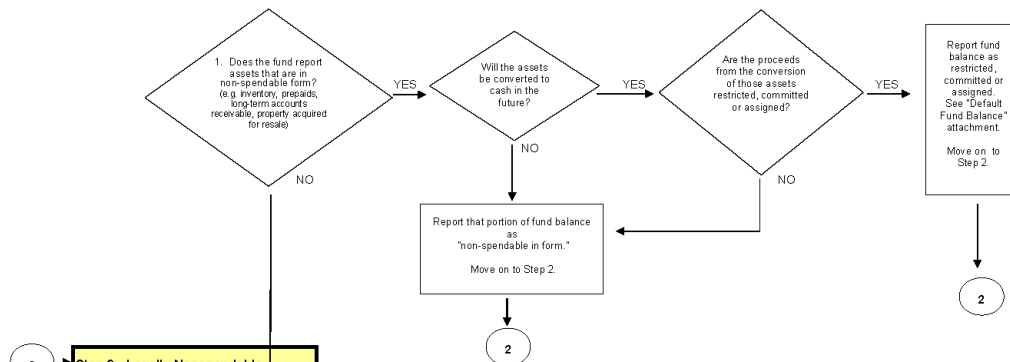 1. Does the fund report
assets that are in
non-spendable form?
(e.g. inventory, prepaids,
long-term accounts
receivable, property acquired
for resale)
YES
NO
Will the assets
be converted to
cash in the
future?
YES
NO
Are the proceeds
from the conversion
of those assets
restricted, committed
or assigned?
YES
NO
Report fund
balance as
restricted,
committed or
assigned.
See "Default
Fund Balance"
attachment.
Move on to
Step 2.
Report that portion of fund balance
as
"non-spendable in form."
Move on to Step 2.
2
2